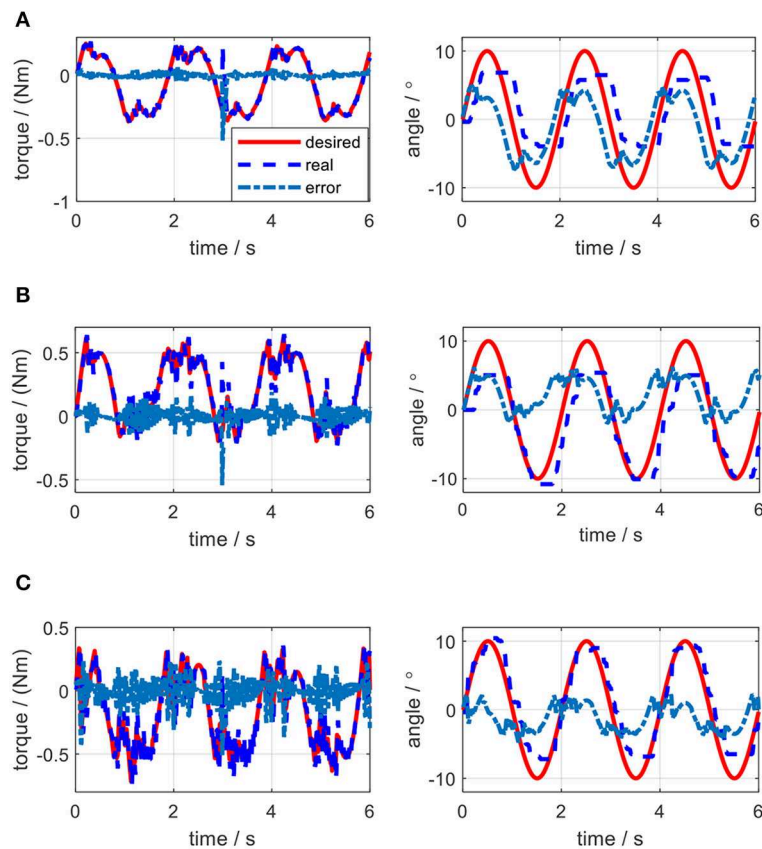 A
torque / (Nm)
0
-0.5
-1
desired
real
error
0 2 4 6
time / s
angle / °
10
0
-10
0 2 4 6
time / s
B
torque / (Nm)
0.5
0
-0.5
0 2 4 6
time / s
angle / °
10
0
-10
0 2 4 6
time / s
C
torque / (Nm)
0.5
0
-0.5
0 2 4 6
time / s
angle / °
10
0
-10
0 2 4 6
time / s